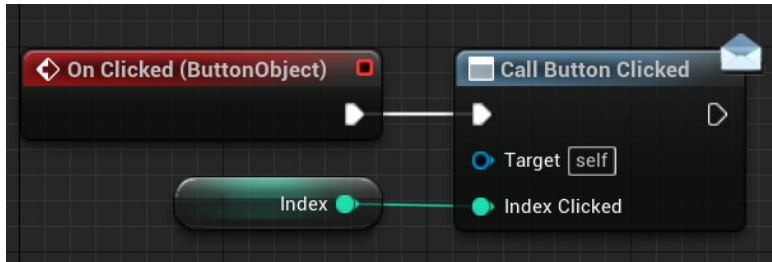 On Clicked (ButtonObject)
Call Button Clicked
Target self
Index
Index Clicked